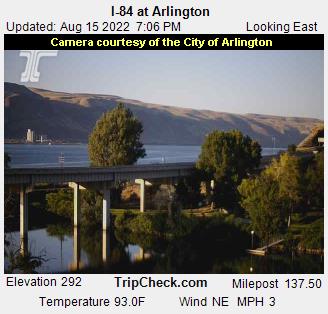 I-84 at Arlington
Updated: Aug 15 2022 7:06 PM Looking East
Camera courtesy of the City of Arlington
Elevation 292 TripCheck.com Milepost 137.50
Temperature 93.0F Wind NE MPH 3